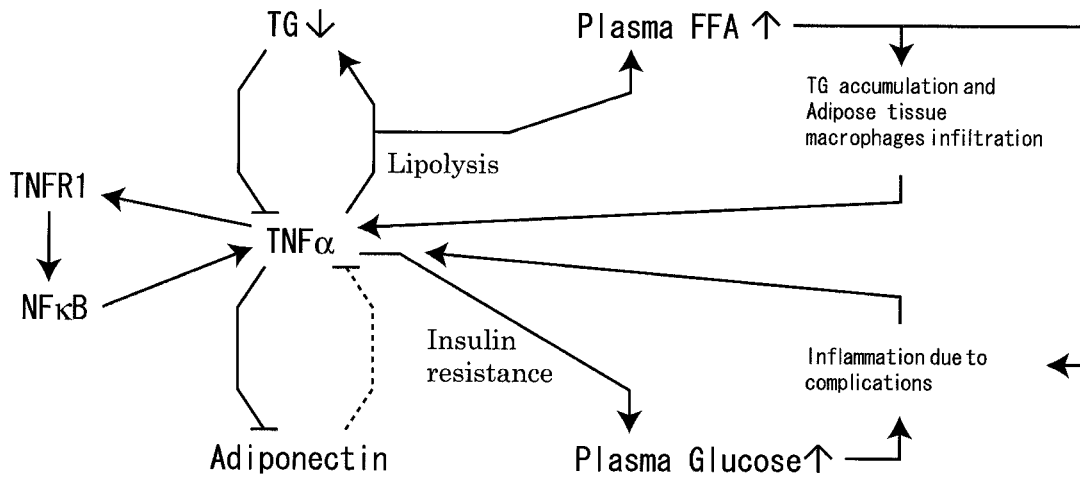 TG ↓
Plasma FFA ↑
TG accumulation and
Adipose tissue
macrophages infiltration
Lipolysis
TNFR1
TNFα
NFκB
Insulin
resistance
Inflammation due to
complications
Adiponectin
Plasma Glucose ↑